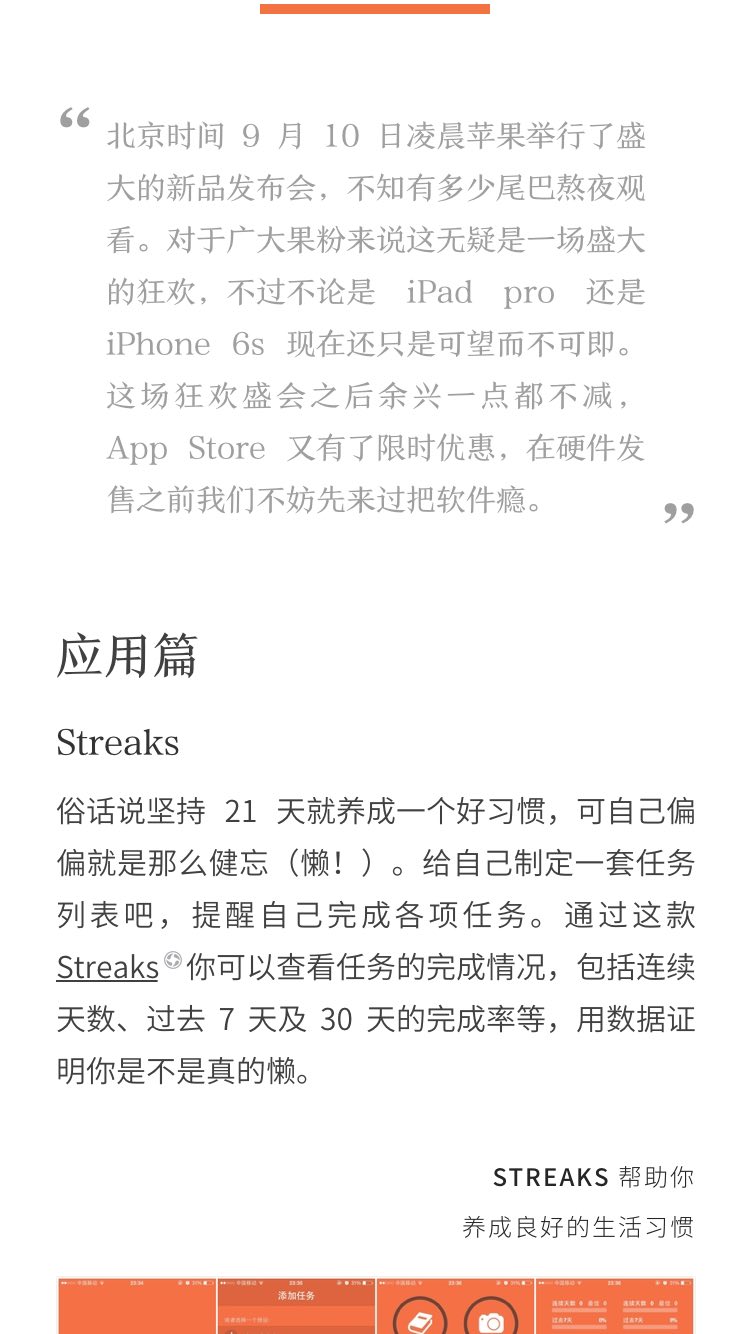 “
北京时间 9 月 10 日凌晨苹果举行了盛
大的新品发布会，不知有多少尾巴熬夜观
看。对于广大果粉来说这无疑是一场盛大
的狂欢，不过不论是 iPad pro 还是
iPhone 6s 现在还只是可望而不可即。
这场狂欢盛会之后余兴一点都不减，
App Store 又有了限时优惠，在硬件发
售之前我们不妨先来过把软件瘾。
”
应用篇
Streaks
俗话说坚持 21 天就养成一个好习惯，可自己偏
偏就是那么健忘（懒！）。给自己制定一套任务
列表吧，提醒自己完成各项任务。通过这款
Streaks 你可以查看任务的完成情况，包括连续
天数、过去 7 天及 30 天的完成率等，用数据证
明你是不是真的懒。
STREAKS 帮助你
养成良好的生活习惯
中国移动 23:34 31%
中国移动 23:36 31%
中国移动 23:36 31%
中国移动 23:36 31%
添加任务
连续天数 0 最佳 0 连续天数 0 最佳 0
过去7天 0% 过去7天 0%